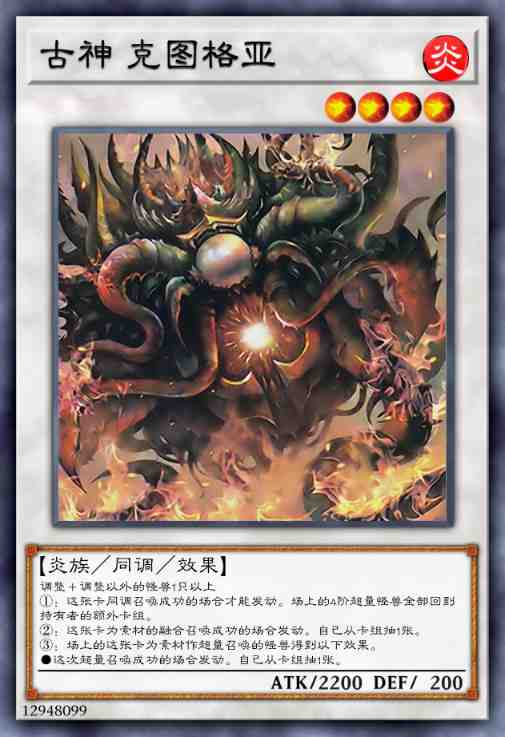 古神 克图格亚
炎
【炎族／同调／效果】
调整＋调整以外的怪兽1只以上
①：这张卡同调召唤成功的场合才能发动。场上的4阶超量怪兽全部回到
持有者的额外卡组。
②：这张卡为素材的融合召唤成功的场合发动。自己从卡组抽1张。
③：场上的这张卡为素材作超量召唤的怪兽得到以下效果。
●这次超量召唤成功的场合发动。自己从卡组抽1张。
ATK/2200 DEF/ 200
12948099